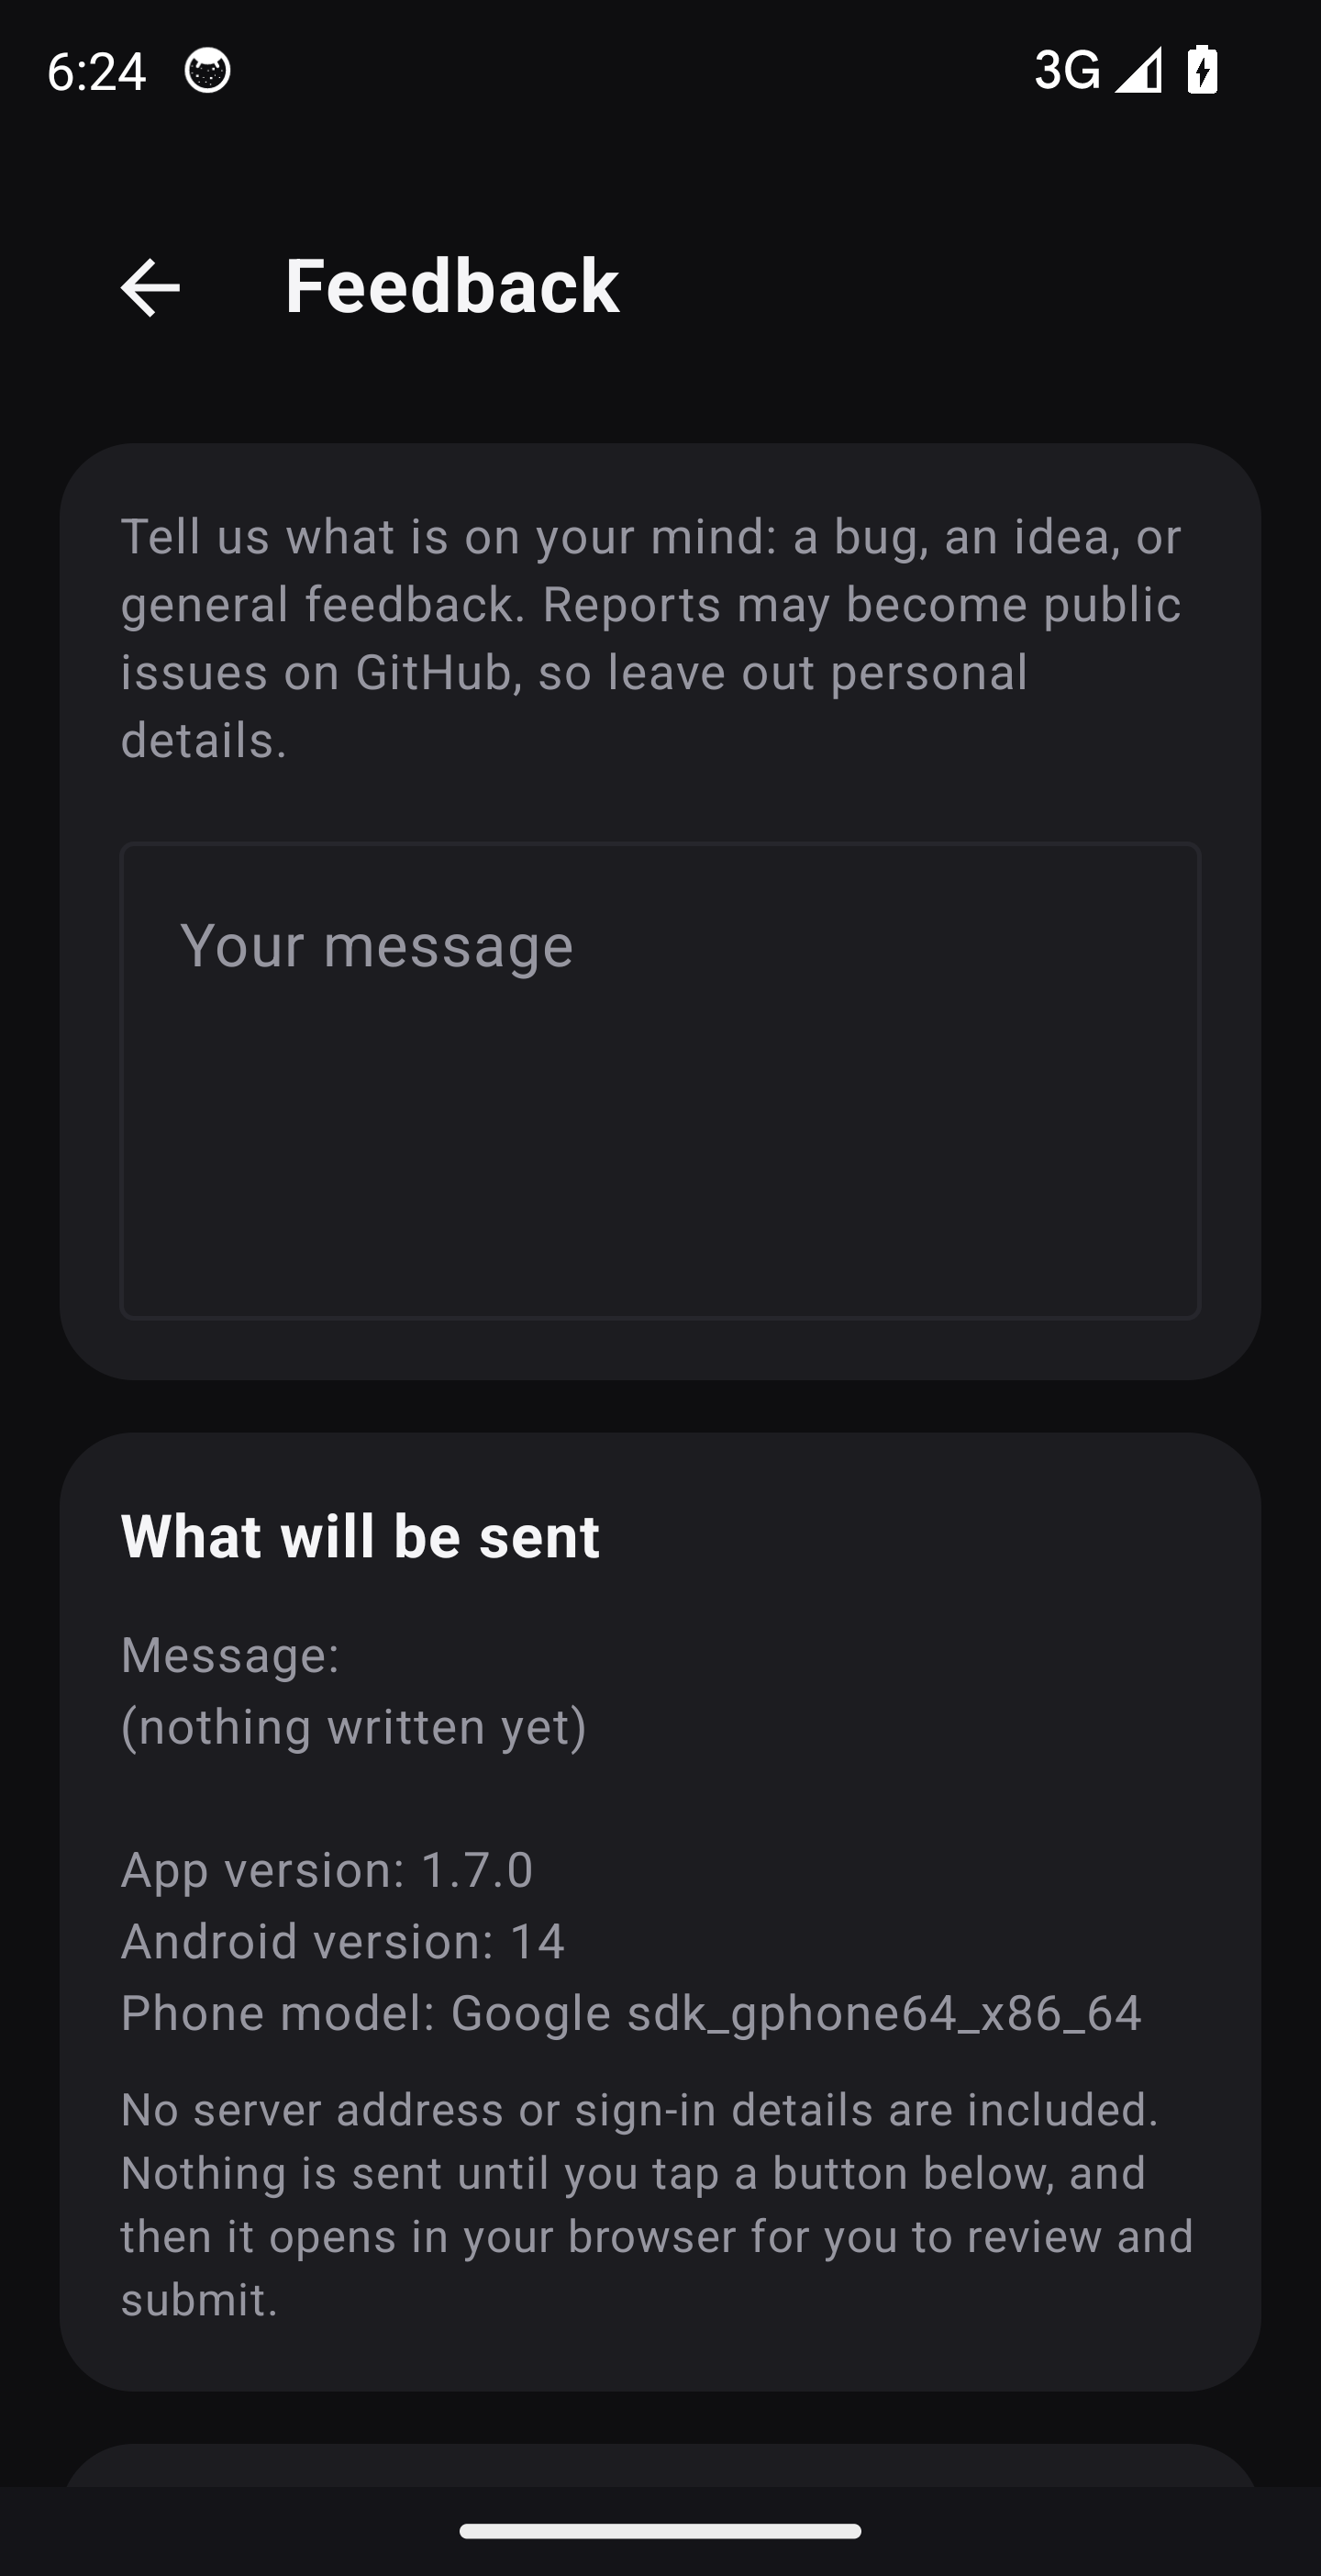 6:24
3G
Feedback
Tell us what is on your mind: a bug, an idea, or
general feedback. Reports may become public
issues on GitHub, so leave out personal
details.
Your message
What will be sent
Message:
(nothing written yet)
App version: 1.7.0
Android version: 14
Phone model: Google sdk_gphone64_x86_64
No server address or sign-in details are included.
Nothing is sent until you tap a button below, and
then it opens in your browser for you to review and
submit.